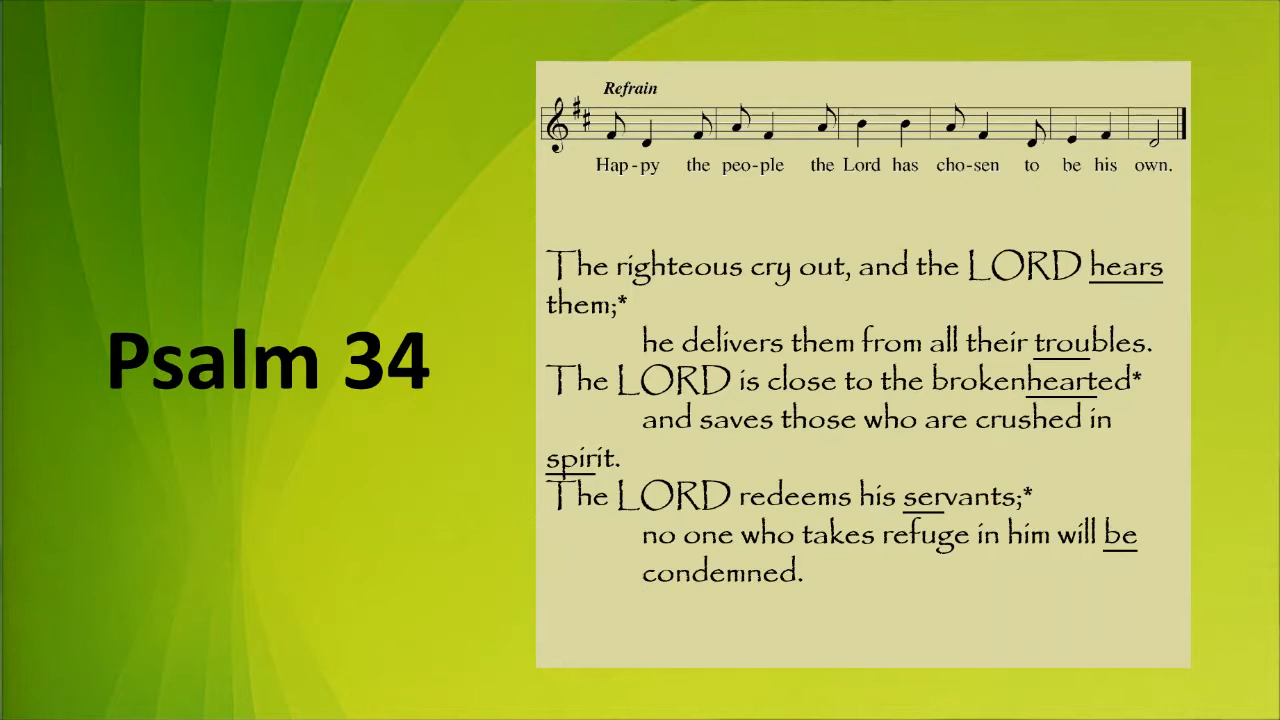 Psalm 34
Refrain
Hap-py the peo-ple the Lord has cho-sen to be his own.
The righteous cry out, and the LORD hears
them;*
he delivers them from all their troubles.
The LORD is close to the brokenhearted*
and saves those who are crushed in
spirit.
The LORD redeems his servants;*
no one who takes refuge in him will be
condemned.